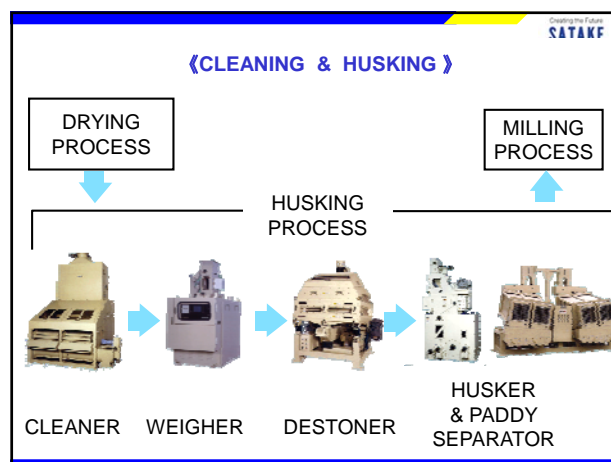 Creating the Future
SATAKE
《CLEANING & HUSKING》
DRYING
PROCESS
MILLING
PROCESS
HUSKING
PROCESS
CLEANER
WEIGHER
DESTONER
HUSKER
& PADDY
SEPARATOR